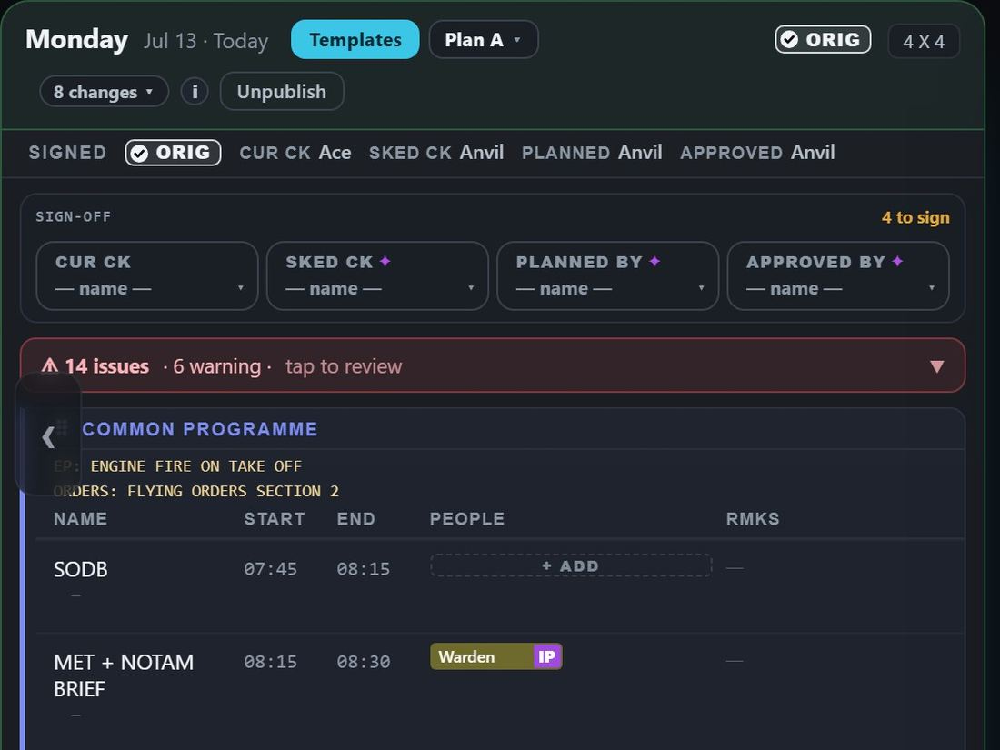 Monday Jul 13 · Today Templates Plan A ▾ ORIG 4 X 4
8 changes ▾ i Unpublish
SIGNED ORIG CUR CK Ace SKED CK Anvil PLANNED Anvil APPROVED Anvil
SIGN-OFF 4 to sign
CUR CK SKED CK ✦ PLANNED BY ✦ APPROVED BY ✦
— name — ▾ — name — ▾ — name — ▾ — name — ▾
⚠ 14 issues · 6 warning · tap to review ▼
❮ COMMON PROGRAMME
EP: ENGINE FIRE ON TAKE OFF
ORDERS: FLYING ORDERS SECTION 2
NAME START END PEOPLE RMKS
SODB 07:45 08:15 + ADD —
—
MET + NOTAM 08:15 08:30 Warden IP —
BRIEF
—